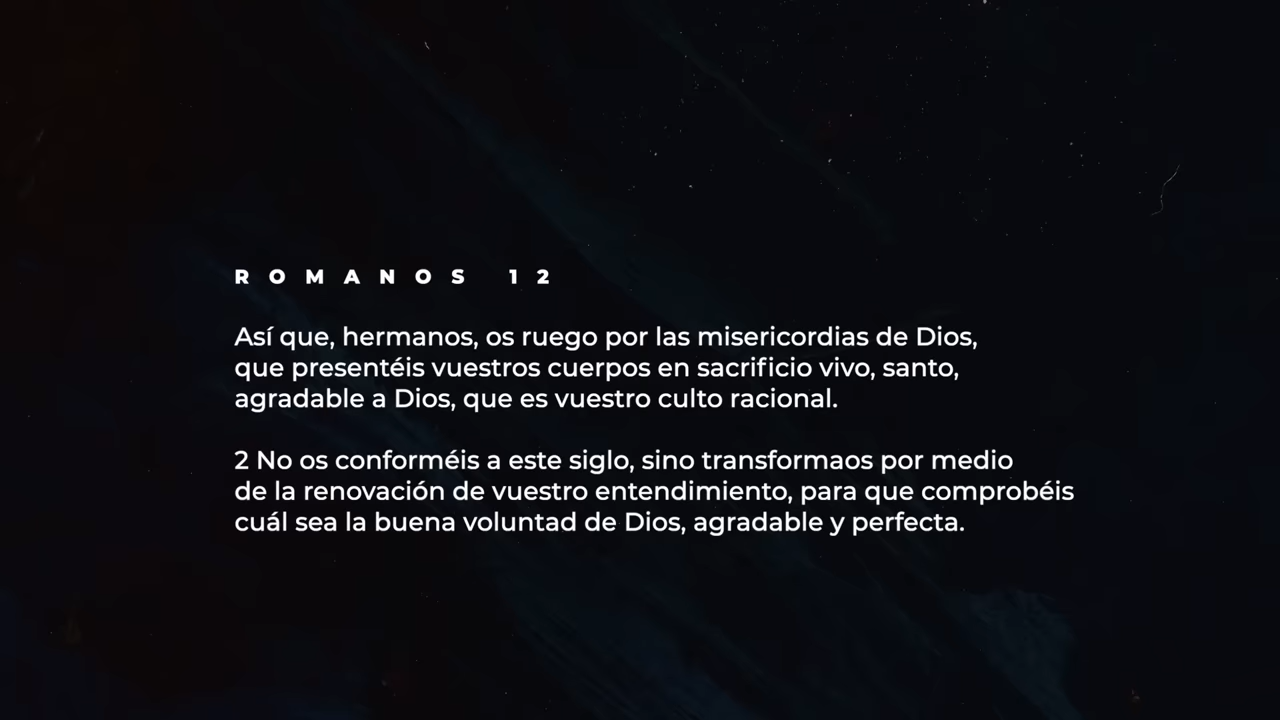 ROMANOS 12
Así que, hermanos, os ruego por las misericordias de Dios,
que presentéis vuestros cuerpos en sacrificio vivo, santo,
agradable a Dios, que es vuestro culto racional.
2 No os conforméis a este siglo, sino transformaos por medio
de la renovación de vuestro entendimiento, para que comprobéis
cuál sea la buena voluntad de Dios, agradable y perfecta.